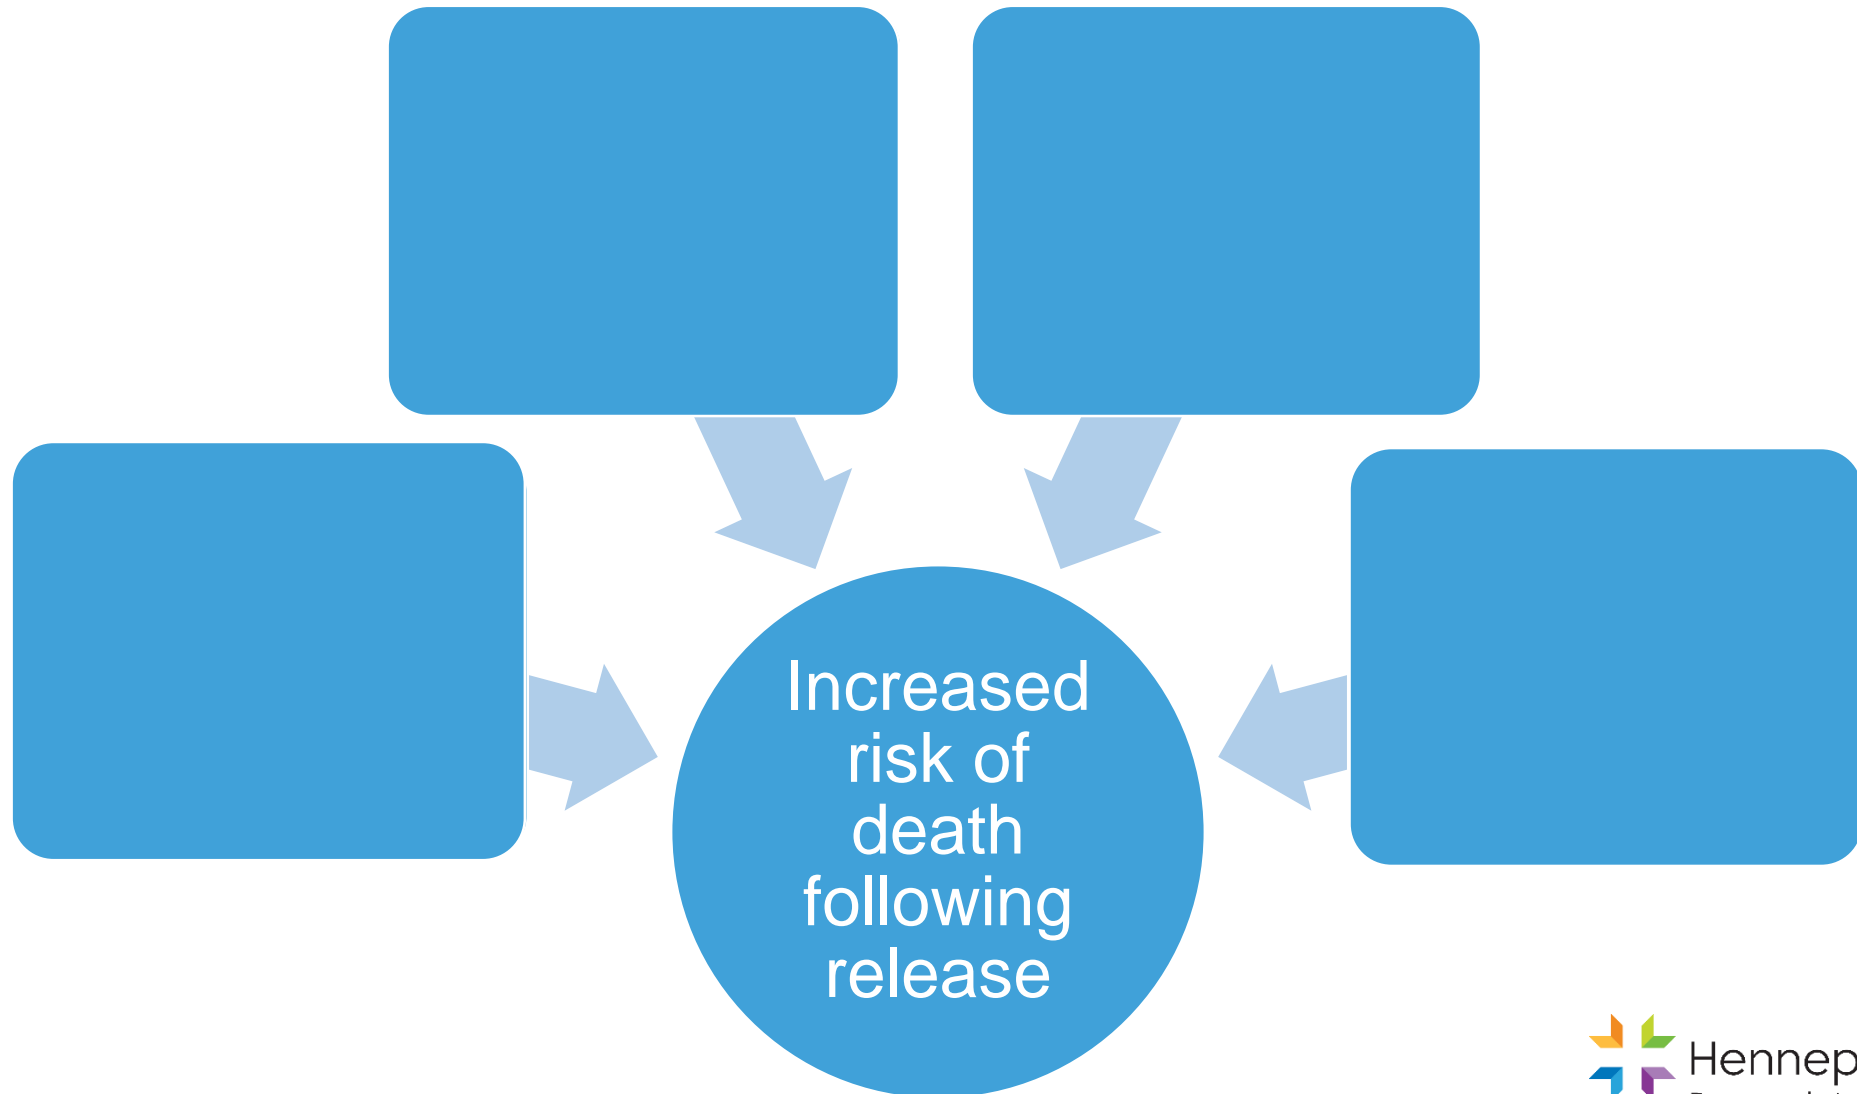 Increased
risk of
death
following
release
Hennep